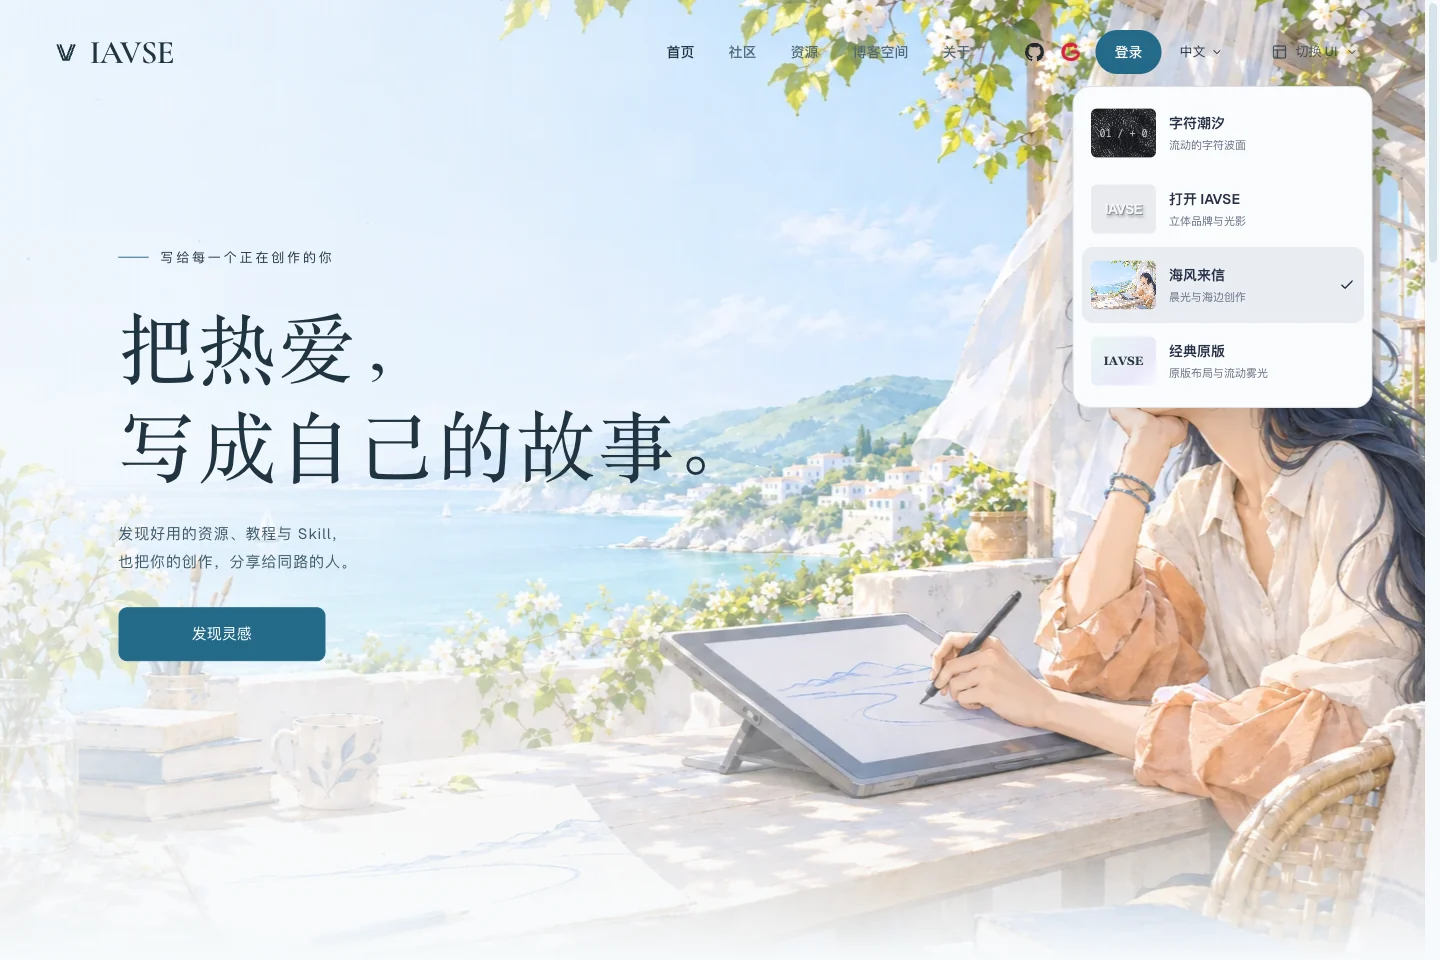 IAVSE
首页 社区 资源 博客空间 关于 登录 中文 切换 UI
01 / + 0
字符潮汐
流动的字符波面
IAVSE
打开 IAVSE
立体品牌与光影
海风来信
晨光与海边创作
IAVSE
经典原版
原版布局与流动雾光
写给每一个正在创作的你
把热爱，
写成自己的故事。
发现好用的资源、教程与 Skill,
也把你的创作，分享给同路的人。
发现灵感